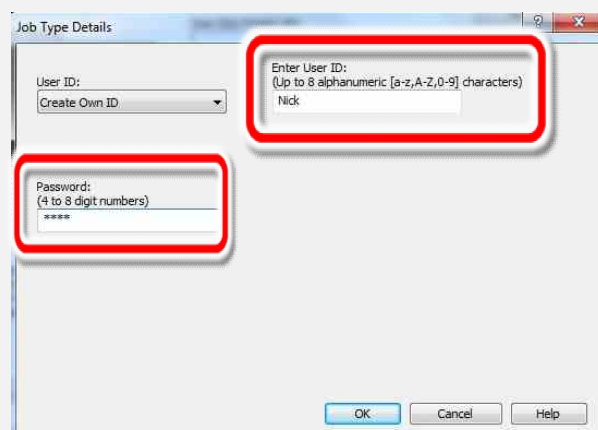 Job Type Details
User ID:
Create Own ID
Enter User ID:
(Up to 8 alphanumeric [a-z,A-Z,0-9] characters)
Nick
Password:
(4 to 8 digit numbers)
****
OK
Cancel
Help